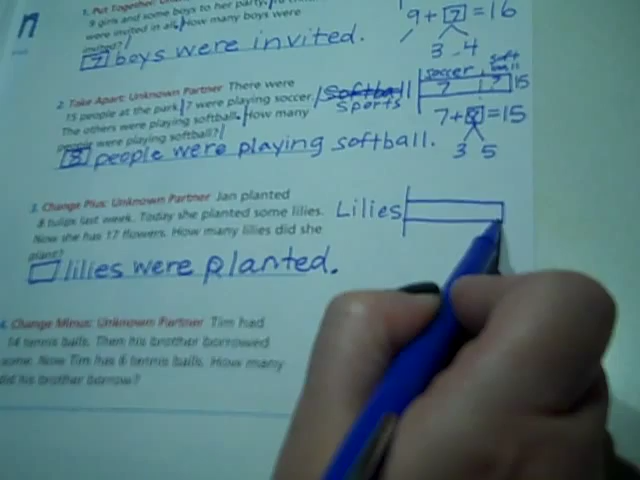 n
1. Put Together:
9 girls and some boys to her party.
were invited in all. How many boys were
invited?
7 boys were invited.
9 + 7 = 16
3 4
2. Take Apart: Unknown Partner There were
15 people at the park. 7 were playing soccer.
The others were playing softball. How many
people were playing softball?
8 people were playing softball.
Softball
Sports
soccer soft ball
7 ? 15
7 + 8 = 15
3 5
3. Change Plus: Unknown Partner Jan planted
8 tulips last week. Today she planted some lilies.
Now she has 17 flowers. How many lilies did she
plant?
lilies were planted.
Lilies
4. Change Minus: Unknown Partner Tim had
14 tennis balls. Then his brother borrowed
some. Now Tim has 6 tennis balls. How many
did his brother borrow?